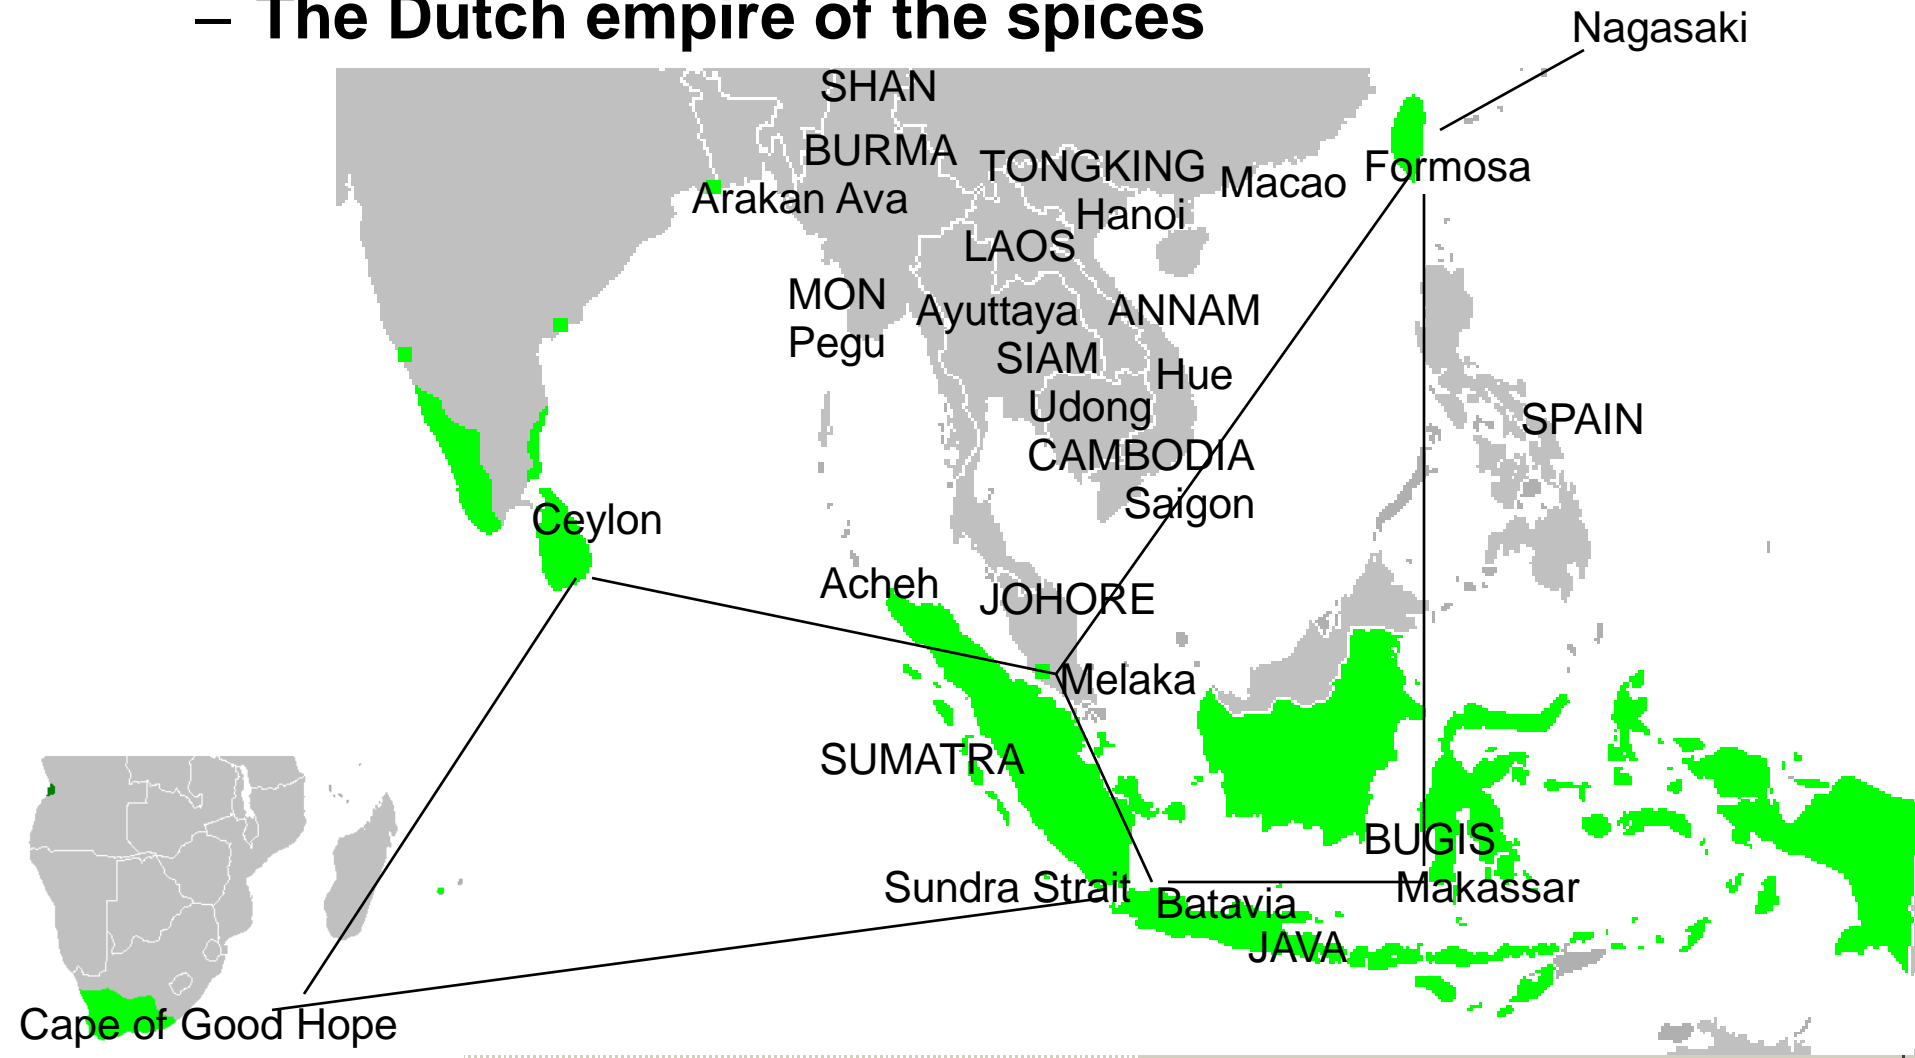 – The Dutch empire of the spices
Nagasaki
SHAN
BURMA
TONGKING
Macao
Formosa
Arakan Ava
Hanoi
LAOS
MON
Ayuttaya
ANNAM
Pegu
SIAM
Hue
Udong
SPAIN
CAMBODIA
Saigon
Ceylon
Acheh
JOHORE
Melaka
SUMATRA
BUGIS
Sundra Strait
Makassar
Batavia
JAVA
Cape of Good Hope